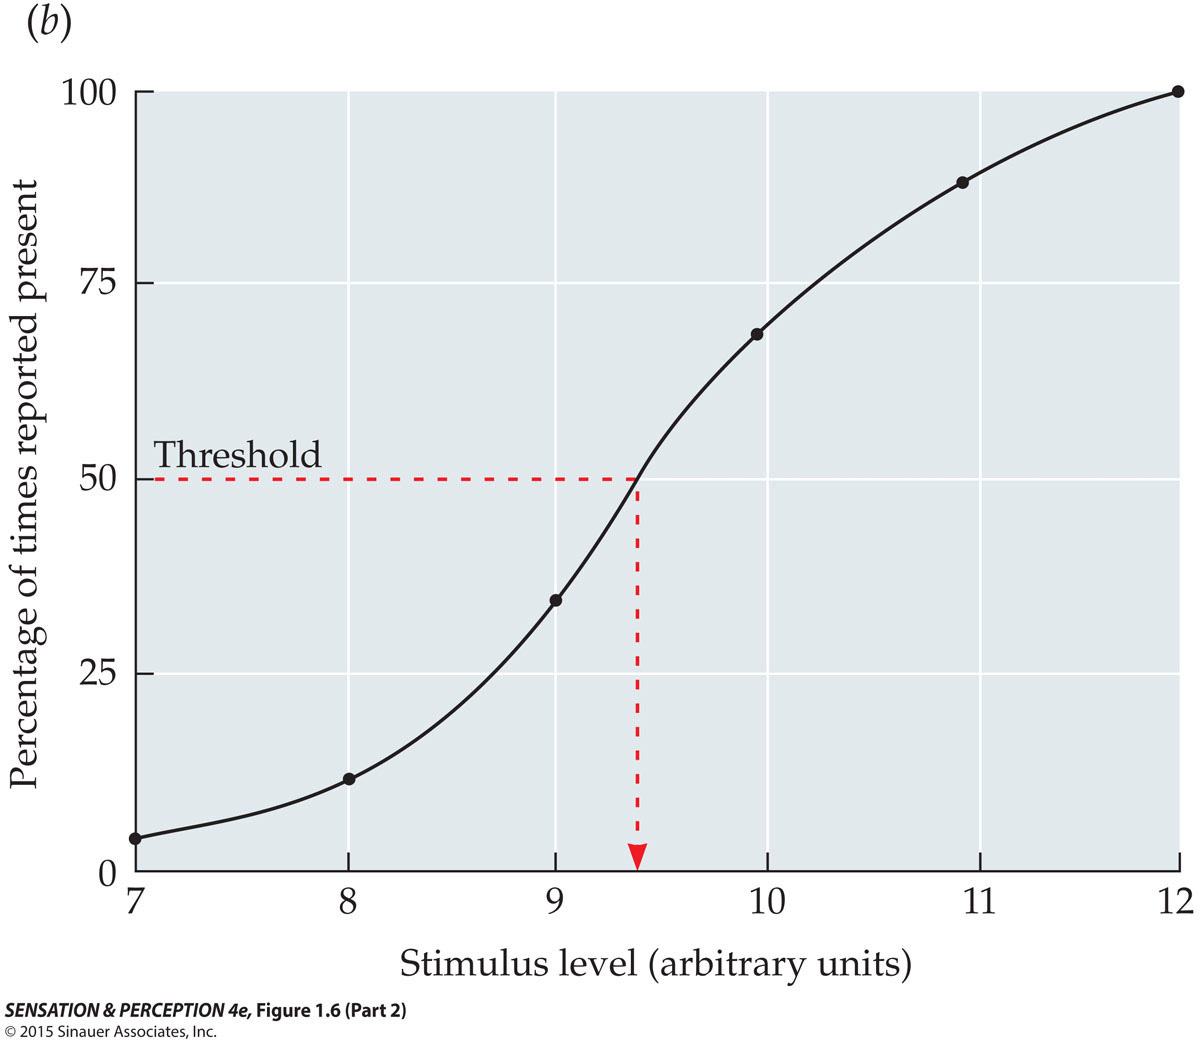 (b)
Percentage of times reported present
100
75
50
25
0
Threshold
7 8 9 10 11 12
Stimulus level (arbitrary units)
SENSATION & PERCEPTION 4e, Figure 1.6 (Part 2)
© 2015 Sinauer Associates, Inc.